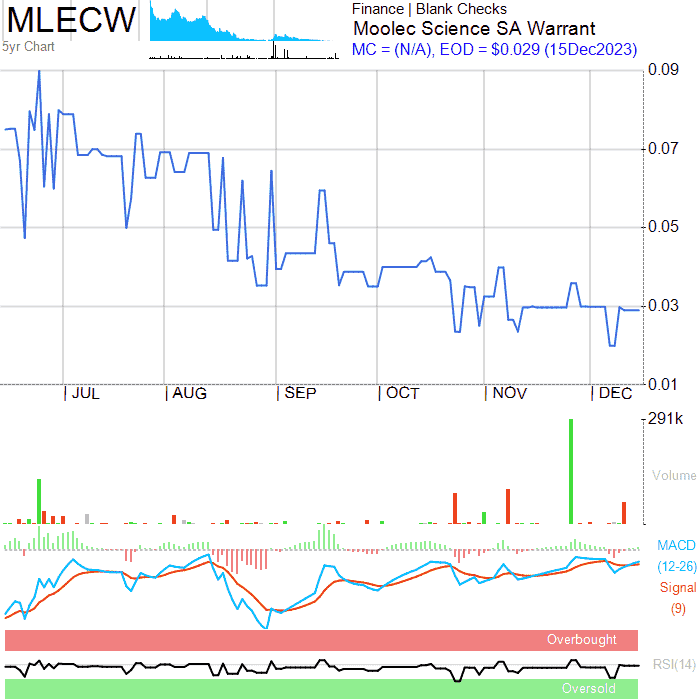 MLECW
5yr Chart
Finance | Blank Checks
Moolec Science SA Warrant
MC = (N/A), EOD = $0.029 (15Dec2023)
0.09
0.07
0.05
0.03
0.01
JUL
AUG
SEP
OCT
NOV
DEC
291k
Volume
MACD
(12-26)
Signal
(9)
Overbought
RSI(14)
Oversold